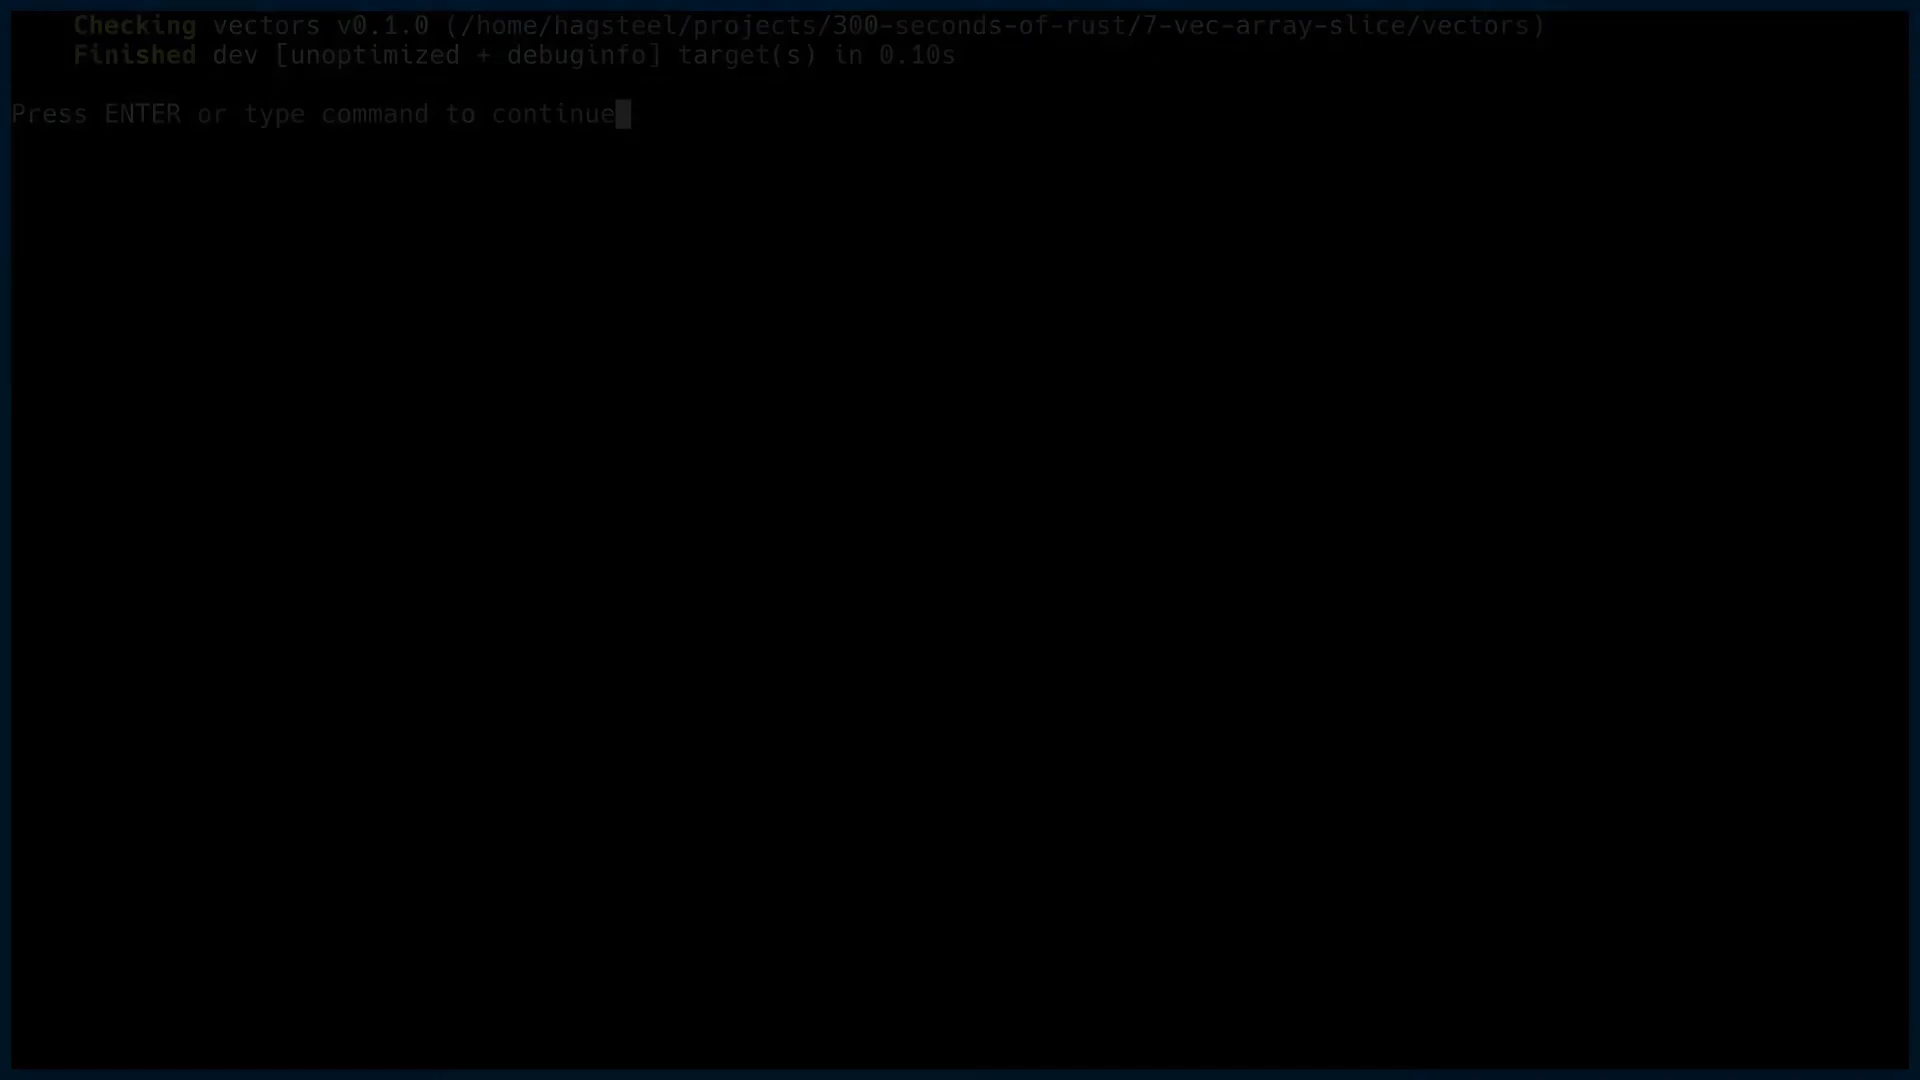 Checking vectors v0.1.0 (/home/hagsteel/projects/300-seconds-of-rust/7-vec-array-slice/vectors)
Finished dev [unoptimized + debuginfo] target(s) in 0.10s
Press ENTER or type command to continue